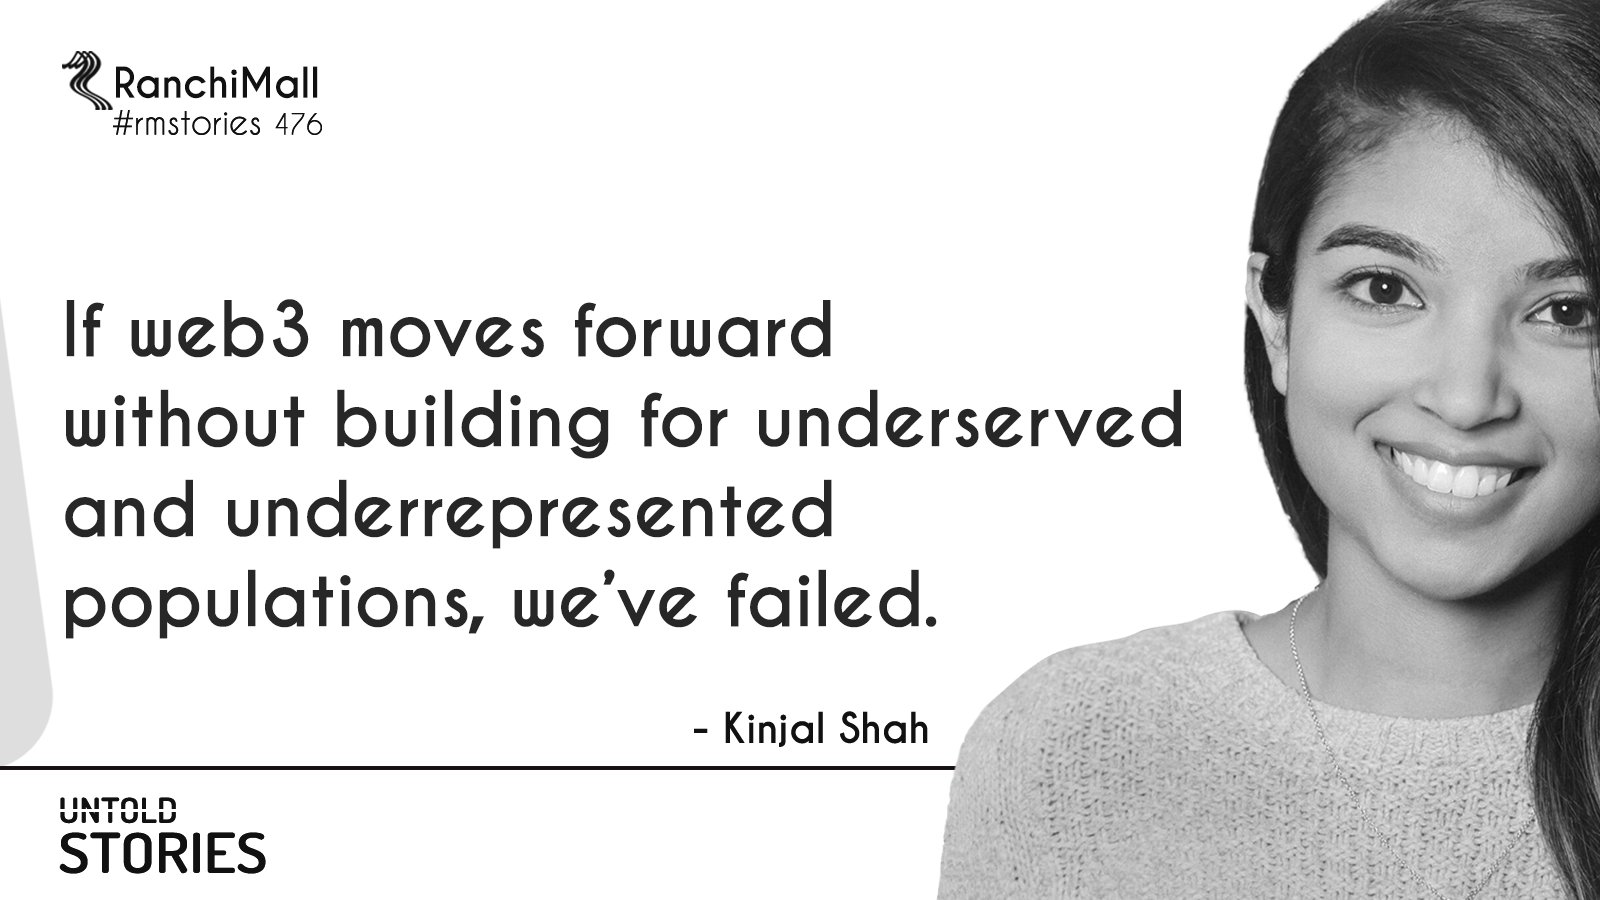 RanchiMall
#rmstories 476
If web3 moves forward
without building for underserved
and underrepresented
populations, we've failed.
- Kinjal Shah
UNTOLD
STORIES